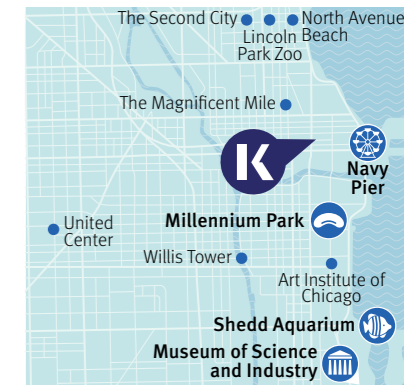 The Second City
North Avenue
Beach
Lincoln
Park Zoo
The Magnificent Mile
K
Navy
Pier
Millennium Park
United
Center
Willis Tower
Art Institute of
Chicago
Shedd Aquarium
Museum of Science
and Industry